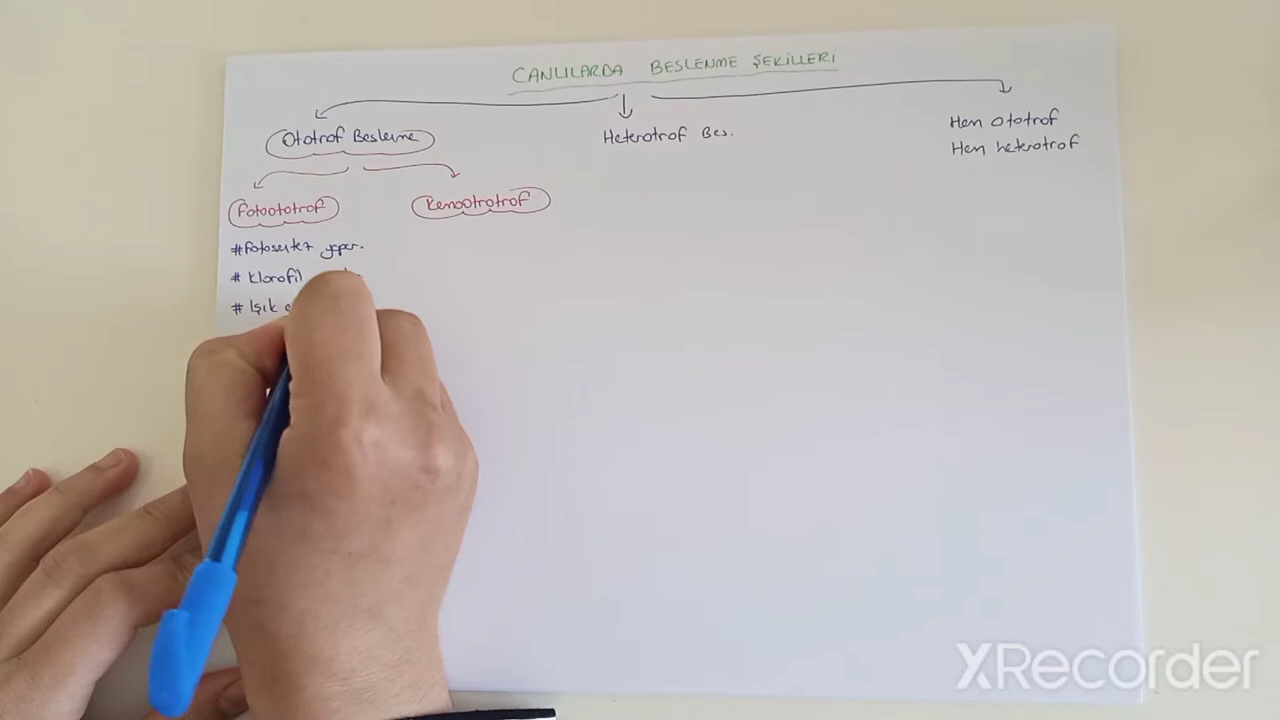 CANLILARDA BESLENME ŞEKİLLERİ
Ototrof Beslenme
Heterotrof Bes.
Hem ototrof
Hem heterotrof
Fotoototrof
Kemoototrof
#Fotosentez yapar.
# Klorofil
# Işık
XRecorder